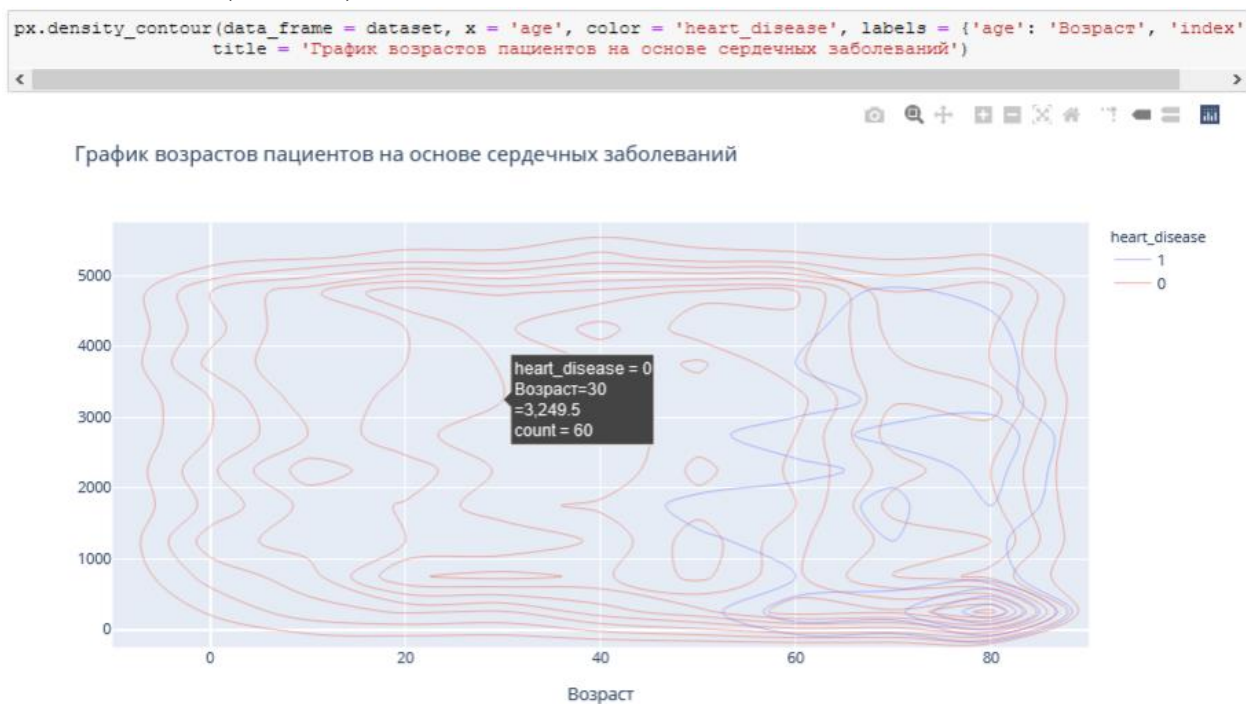 px.density_contour(data_frame = dataset, x = 'age', color = 'heart_disease', labels = {'age': 'Возраст', 'index'
title = 'График возрастов пациентов на основе сердечных заболеваний')
График возрастов пациентов на основе сердечных заболеваний
heart_disease
1
0
5000
4000
3000
2000
1000
0
heart_disease = 0
Возраст=30
=3,249.5
count = 60
0
20
40
60
80
Возраст